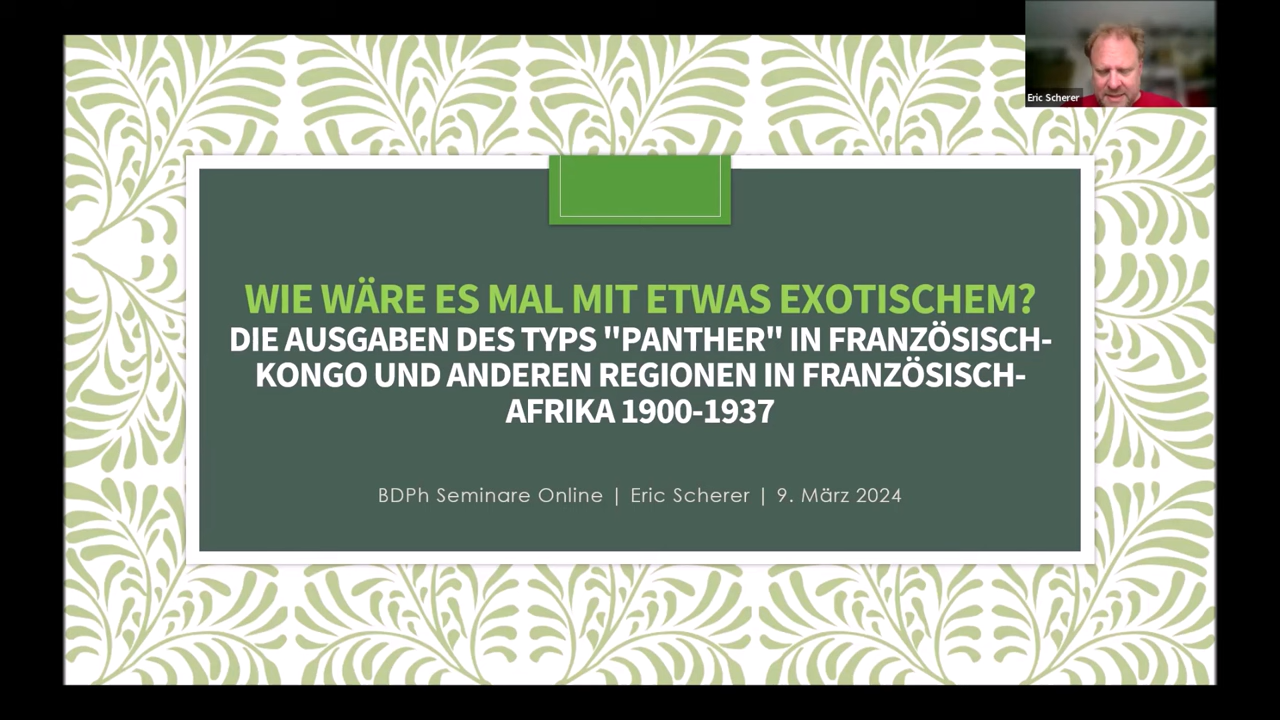 Eric Scherer
WIE WÄRE ES MAL MIT ETWAS EXOTISCHEM?
DIE AUSGABEN DES TYPS "PANTHER" IN FRANZÖSISCH-
KONGO UND ANDEREN REGIONEN IN FRANZÖSISCH-
AFRIKA 1900-1937
BDPh Seminare Online | Eric Scherer | 9. März 2024